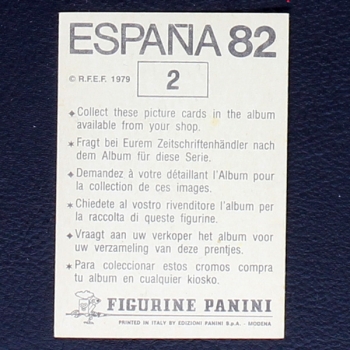 ESPAÑA 82
© R.F.E.F. 1979
2
Collect these picture cards in the album
available from your shop.
Fragt bei Eurem Zeitschriftenhändler nach
dem Album für diese Serie.
Demandez à votre détaillant l'Album pour
la collection de ces images.
Chiedete al vostro rivenditore l'album per
la raccolta di queste figurine.
Vraagt aan uw verkoper het album voor
uw verzameling van deze prentjes.
Para coleccionar estos cromos compra
tu album en cualquier kiosko.
FIGURINE PANINI
PRINTED IN ITALY BY EDIZIONI PANINI S.p.A. - MODENA